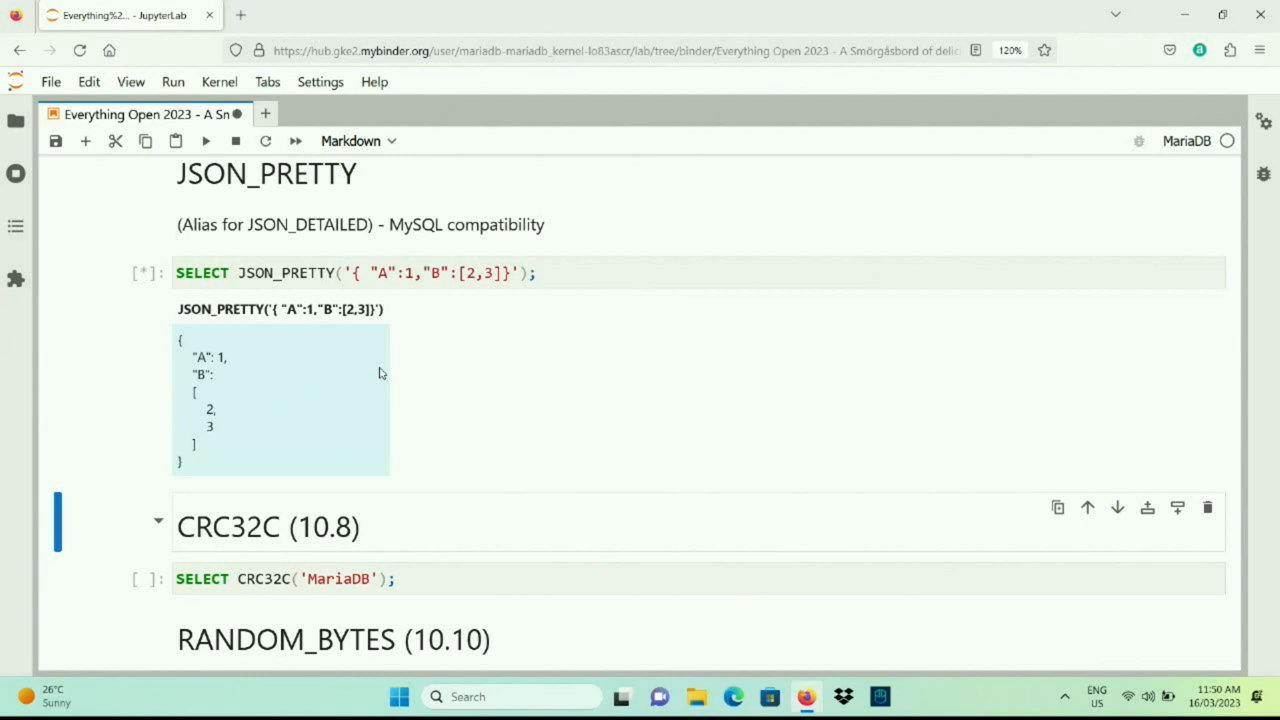 Everything%2... - JupyterLab
https://hub.gke2.mybinder.org/user/mariadb-mariadb_kernel-lo83ascr/lab/tree/binder/Everything Open 2023 - A Smörgåsbord of delic
120%
File Edit View Run Kernel Tabs Settings Help
Everything Open 2023 - A Sn
Markdown
MariaDB
JSON_PRETTY
(Alias for JSON_DETAILED) - MySQL compatibility
[*]: SELECT JSON_PRETTY('{ "A":1,"B":[2,3]}');
JSON_PRETTY('{ "A":1,"B":[2,3]}')
{
"A": 1,
"B":
[
2,
3
]
}
CRC32C (10.8)
[ ]: SELECT CRC32C('MariaDB');
RANDOM_BYTES (10.10)
26°C
Sunny
Search
ENG
US
11:50 AM
16/03/2023